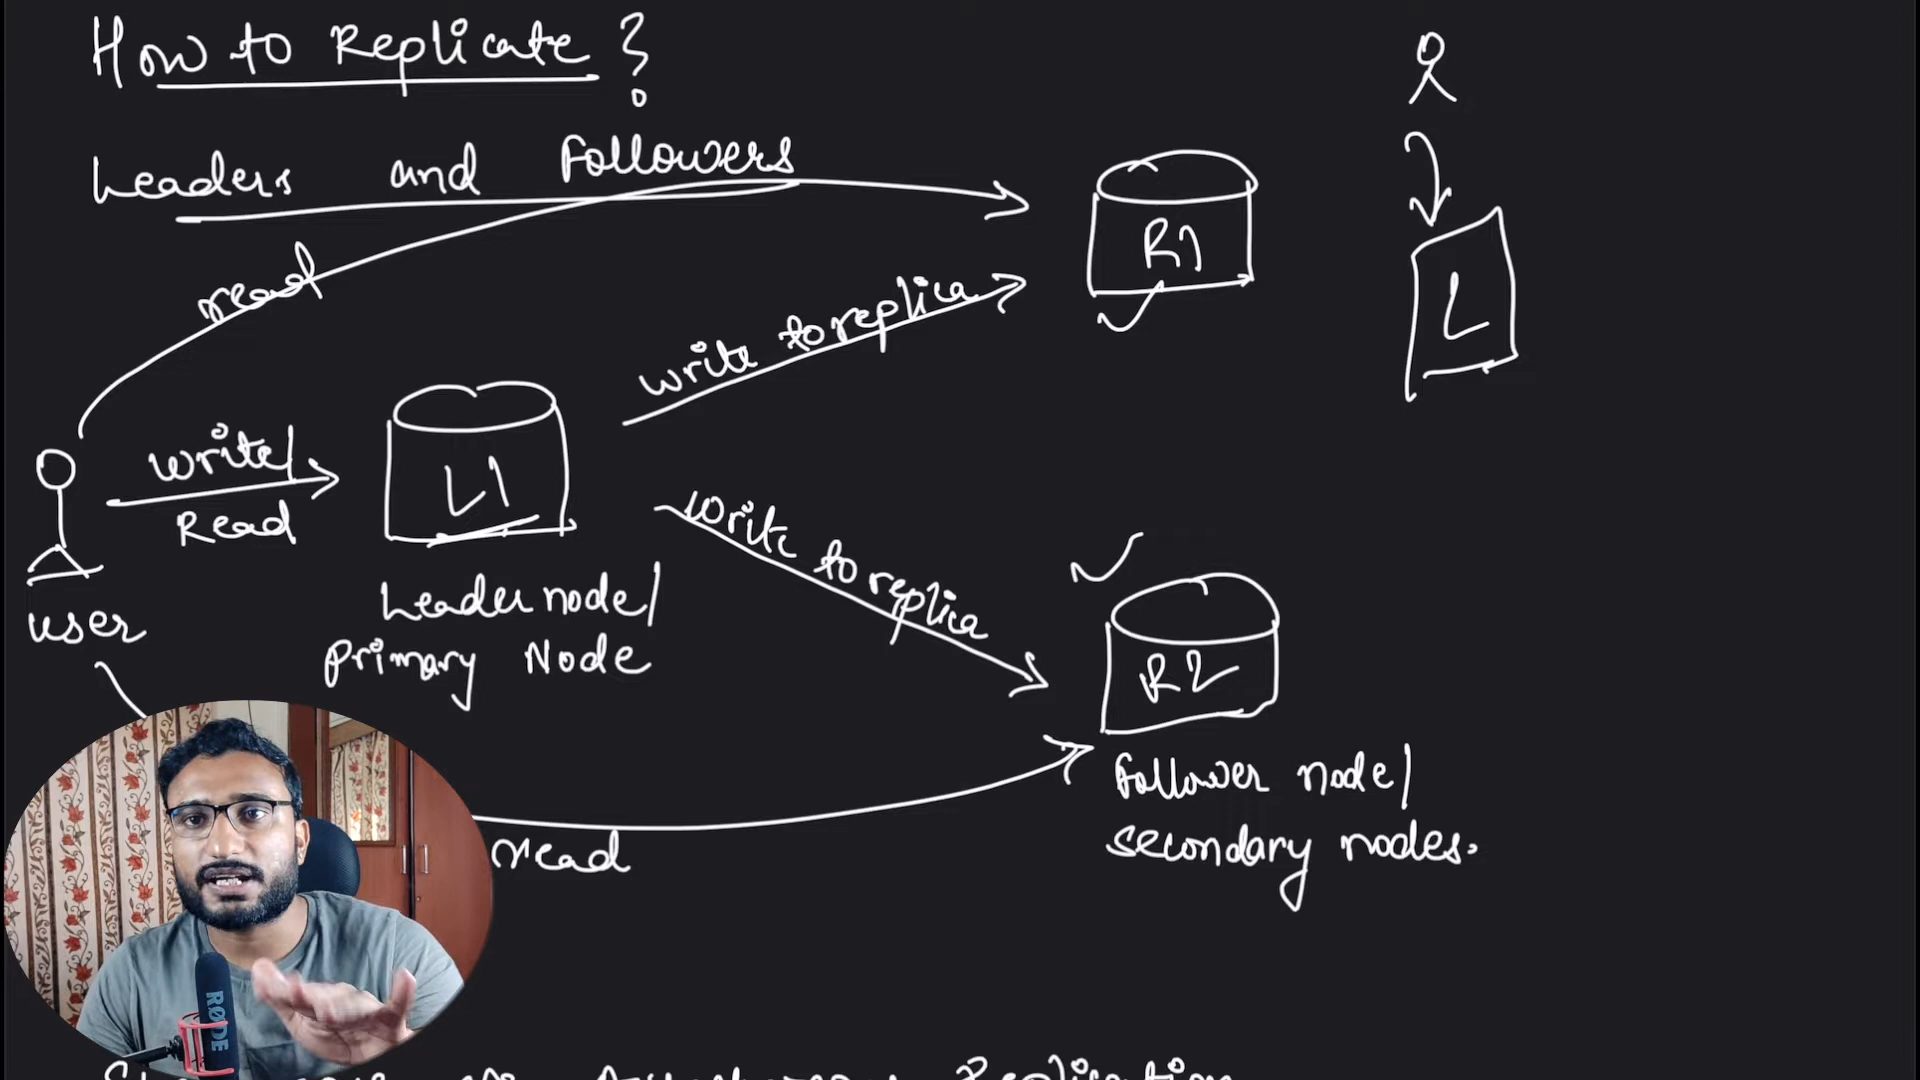 How to Replicate?
Leaders and Followers
read
R1
L
write to replica
write/
Read
L1
write to replica
user
Leader node/
primary Node
R2
follower node/
secondary nodes.
read
RØDE
Replication